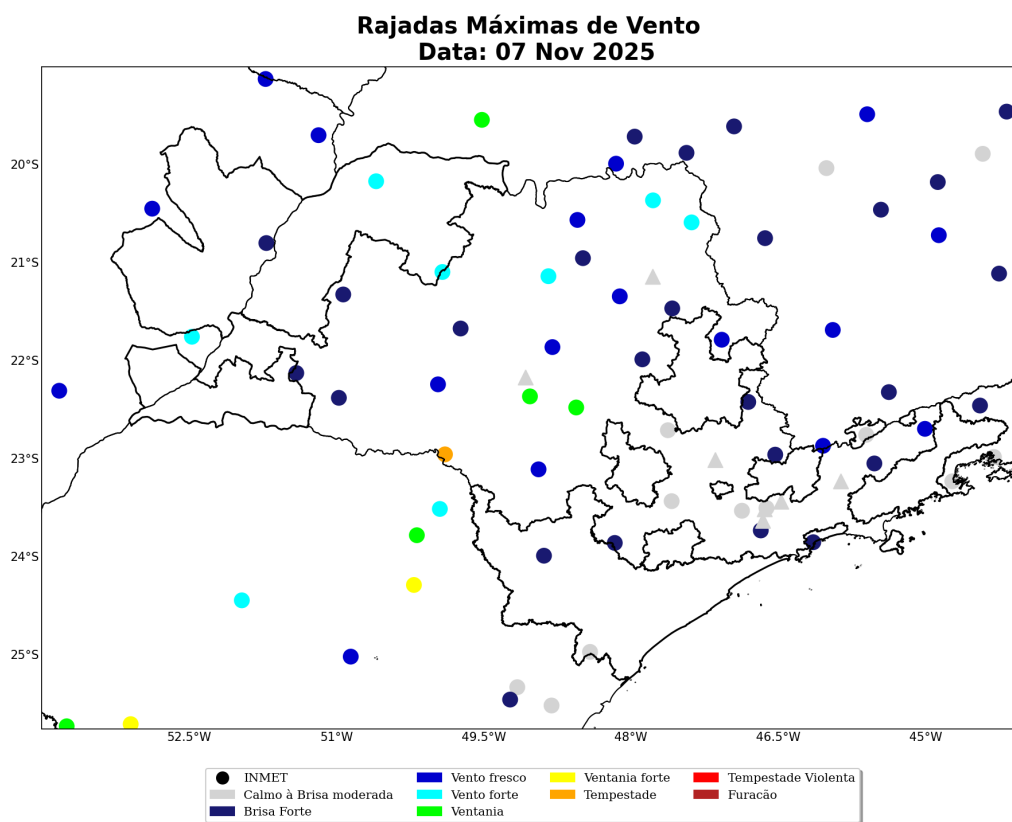 Rajadas Máximas de Vento
Data: 07 Nov 2025
20°S
21°S
22°S
23°S
24°S
25°S
52.5°W
51°W
49.5°W
48°W
46.5°W
45°W
INMET
Calmo à Brisa moderada
Brisa Forte
Vento fresco
Vento forte
Ventania
Ventania forte
Tempestade
Tempestade Violenta
Furacão